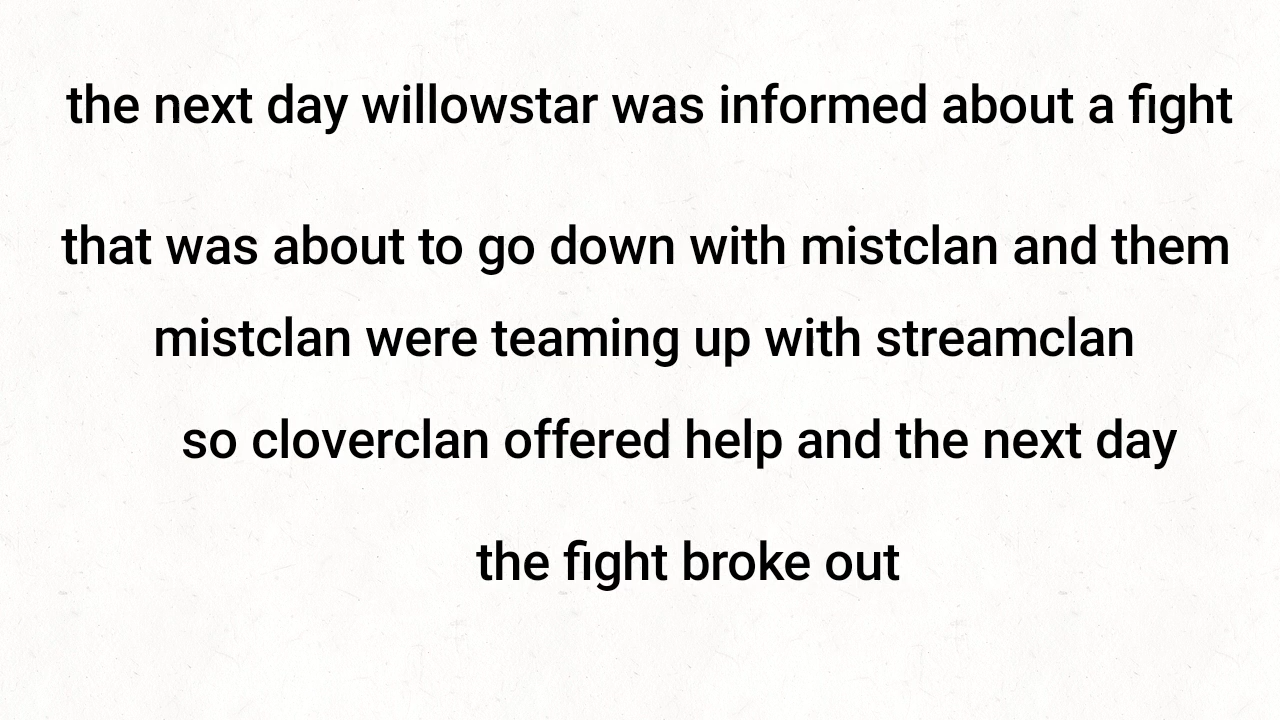 the next day willowstar was informed about a fight
that was about to go down with mistclan and them
mistclan were teaming up with streamclan
so cloverclan offered help and the next day
the fight broke out